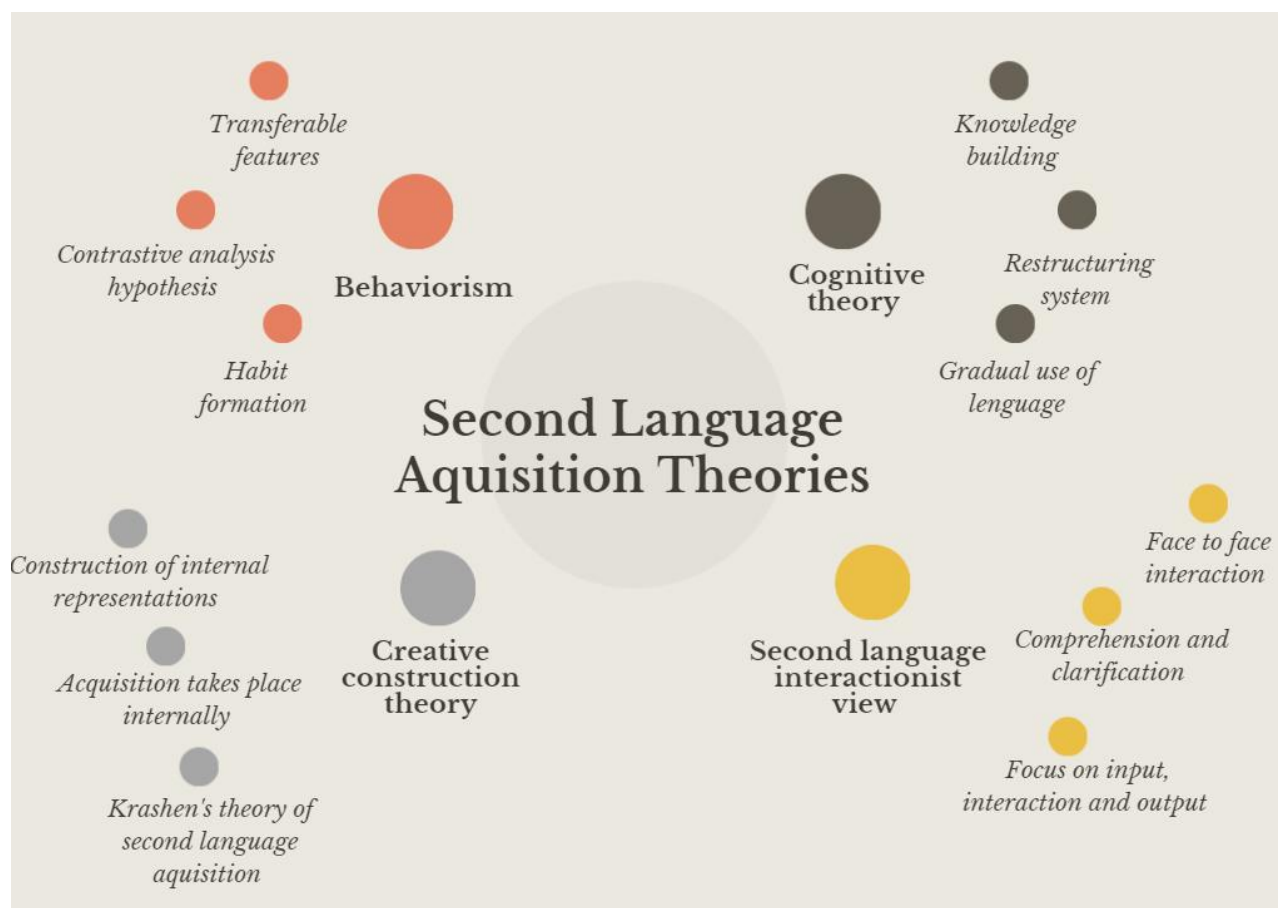 Transferable
features
Contrastive analysis
hypothesis
Behaviorism
Habit
formation
Knowledge
building
Cognitive
theory
Restructuring
system
Gradual use of
lenguage
Second Language
Aquisition Theories
Construction of internal
representations
Acquisition takes place
internally
Krashen's theory of
second language
aquisition
Creative
construction
theory
Second language
interactionist
view
Face to face
interaction
Comprehension and
clarification
Focus on input,
interaction and output